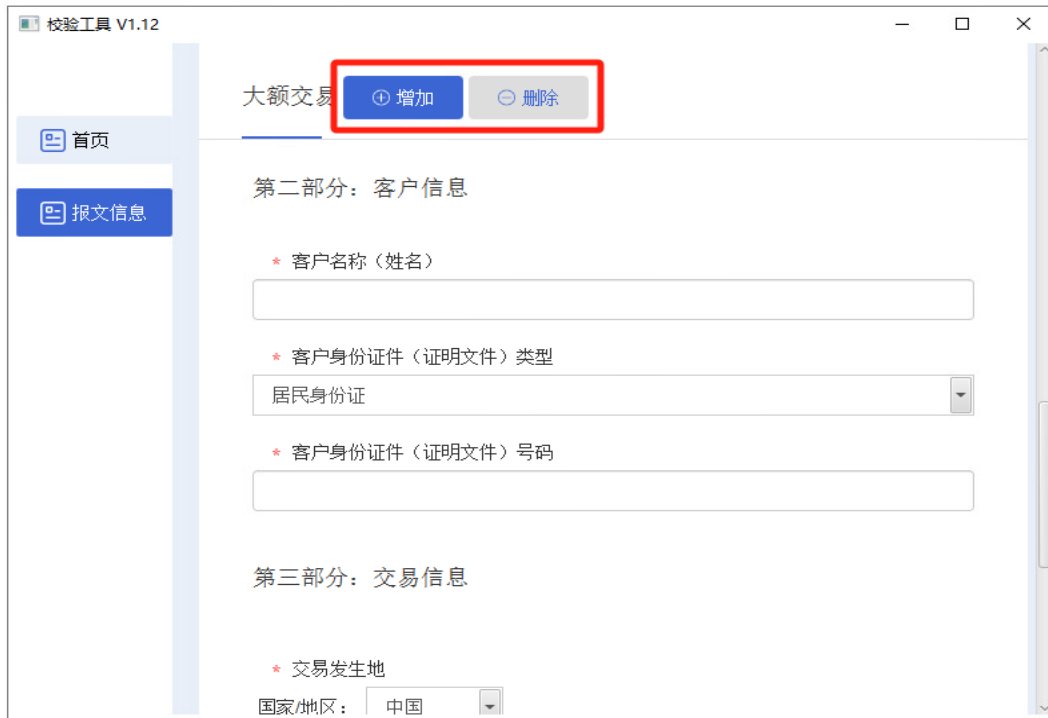 校验工具 V1.12
大额交易 增加 删除
首页
报文信息
第二部分：客户信息
* 客户名称（姓名）
* 客户身份证件（证明文件）类型
居民身份证
* 客户身份证件（证明文件）号码
第三部分：交易信息
* 交易发生地
国家/地区： 中国